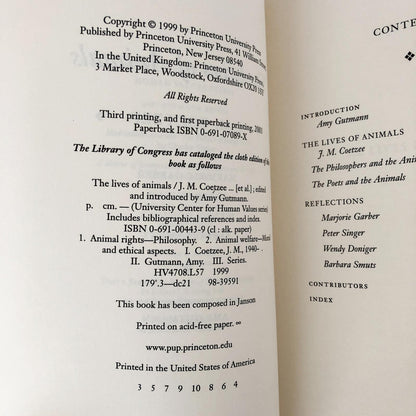 Copyright © 1999 by Princeton University Press
Published by Princeton University Press, 41 William Street,
Princeton, New Jersey 08540
In the United Kingdom: Princeton University Press,
3 Market Place, Woodstock, Oxfordshire OX20 1SY
All Rights Reserved
Third printing, and first paperback printing, 2001
Paperback ISBN 0-691-07089-X
The Library of Congress has cataloged the cloth edition of this
book as follows
The lives of animals / J. M. Coetzee ... [et al.] ; edited
and introduced by Amy Gutmann.
p. cm. — (University Center for Human Values series)
Includes bibliographical references and index.
ISBN 0-691-00443-9 (cl : alk. paper)
1. Animal rights—Philosophy. 2. Animal welfare—Moral
and ethical aspects. I. Coetzee, J. M., 1940- .
II. Gutmann, Amy. III. Series.
HV4708.L57 1999
179'.3—dc21 98-39591
This book has been composed in Janson
Printed on acid-free paper. ∞
www.pup.princeton.edu
Printed in the United States of America
3 5 7 9 10 8 6 4
CONTE
INTRODUCTION
Amy Gutmann
THE LIVES OF ANIMALS
J. M. Coetzee
The Philosophers and the Anima
The Poets and the Animals
REFLECTIONS
Marjorie Garber
Peter Singer
Wendy Doniger
Barbara Smuts
CONTRIBUTORS
INDEX